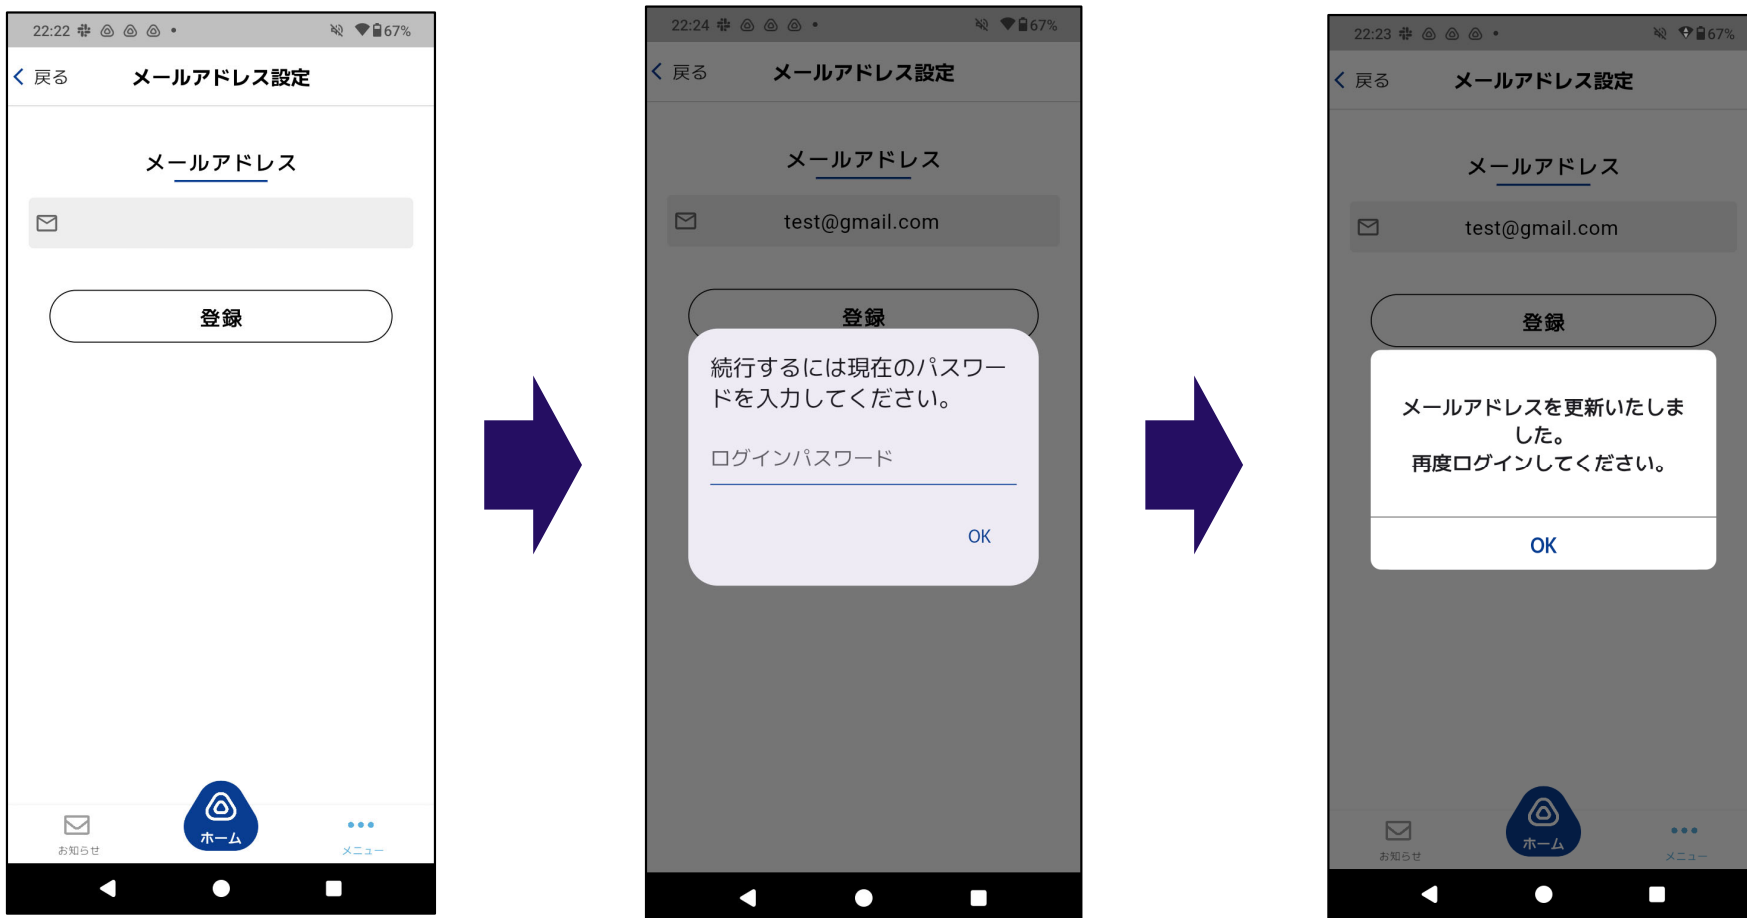 22:22
67%
戻る
メールアドレス設定
メールアドレス
登録
お知らせ
ホーム
メニュー
22:24
67%
戻る
メールアドレス設定
メールアドレス
test@gmail.com
登録
続行するには現在のパスワー
ドを入力してください。
ログインパスワード
OK
22:23
67%
戻る
メールアドレス設定
メールアドレス
test@gmail.com
登録
メールアドレスを更新いたしま
した。
再度ログインしてください。
OK
お知らせ
ホーム
メニュー